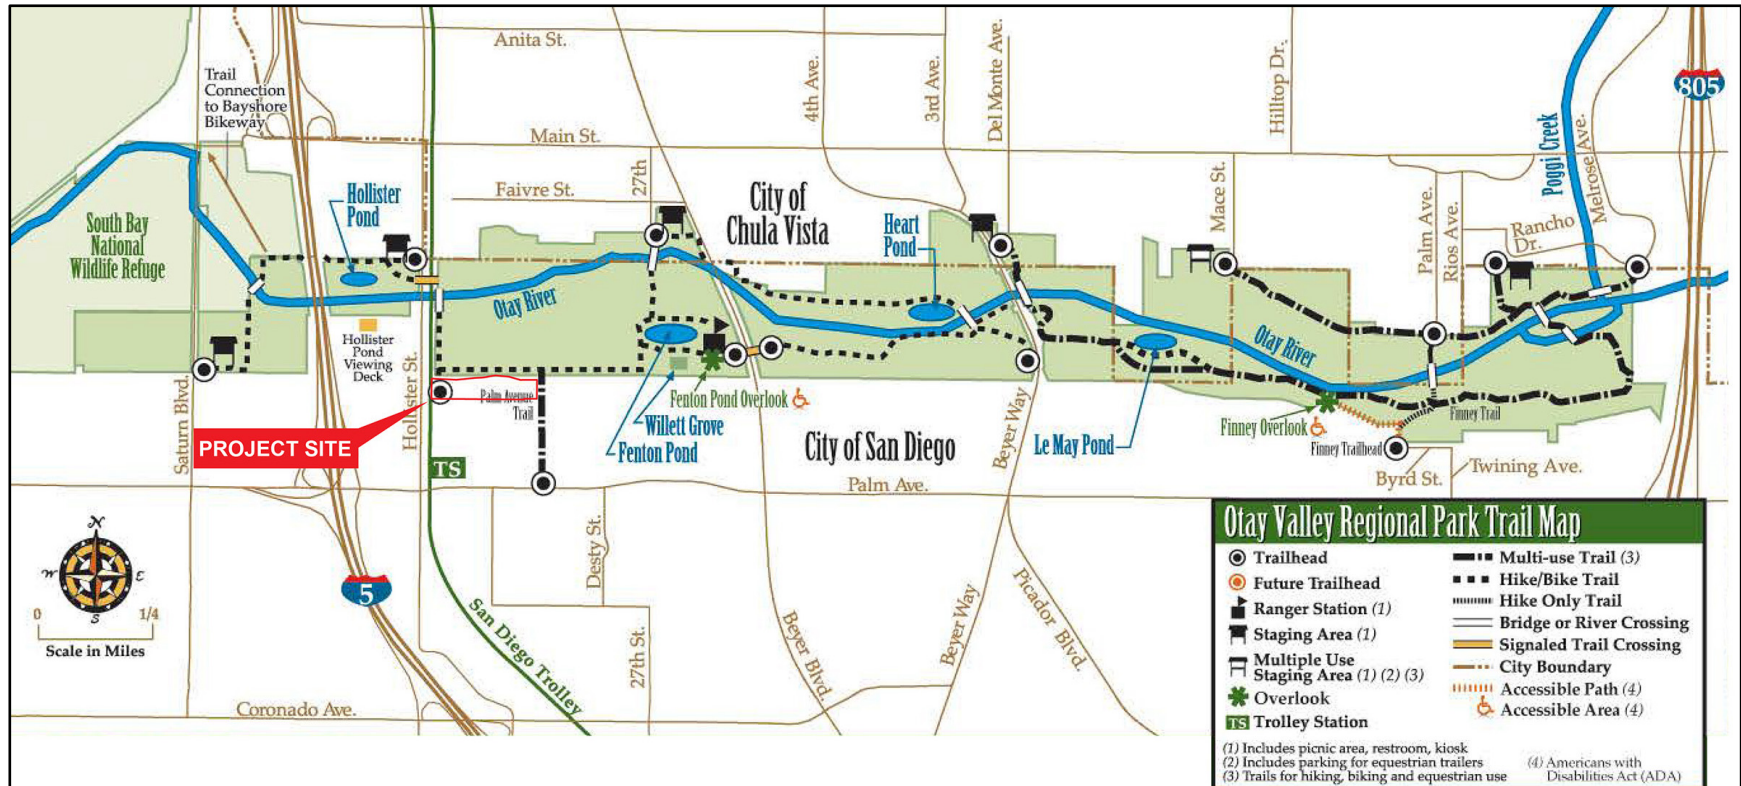 Anita St.
Trail
Connection
to Bayshore
Bikeway
Main St.
4th Ave.
3rd Ave.
Del Monte Ave.
Hilltop Dr.
805
Poggi Creek
Melrose Ave.
Hollister
Pond
Faivre St.
27th
City of
Chula Vista
Heart
Pond
Mace St.
Palm Ave.
Rios Ave.
Rancho
Dr.
South Bay
National
Wildlife Refuge
Otay River
Otay River
Hollister
Pond
Viewing
Deck
Saturn Blvd.
Hollister St.
Palm Avenue
Trail
Fenton Pond Overlook
Willett Grove
Fenton Pond
City of San Diego
Beyer Way
Le May Pond
Finney Overlook
Finney Trail
Finney Trailhead
Byrd St.
Twining Ave.
PROJECT SITE
TS
Palm Ave.
Desty St.
27th St.
San Diego Trolley
Beyer Blvd.
Beyer Way
Picador Blvd.
Coronado Ave.
5
N
W
E
S
0 1/4
Scale in Miles
Otay Valley Regional Park Trail Map
Trailhead
Future Trailhead
Ranger Station (1)
Staging Area (1)
Multiple Use
Staging Area (1) (2) (3)
Overlook
TS Trolley Station
Multi-use Trail (3)
Hike/Bike Trail
Hike Only Trail
Bridge or River Crossing
Signaled Trail Crossing
City Boundary
Accessible Path (4)
Accessible Area (4)
(1) Includes picnic area, restroom, kiosk
(2) Includes parking for equestrian trailers
(3) Trails for hiking, biking and equestrian use
(4) Americans with
Disabilities Act (ADA)